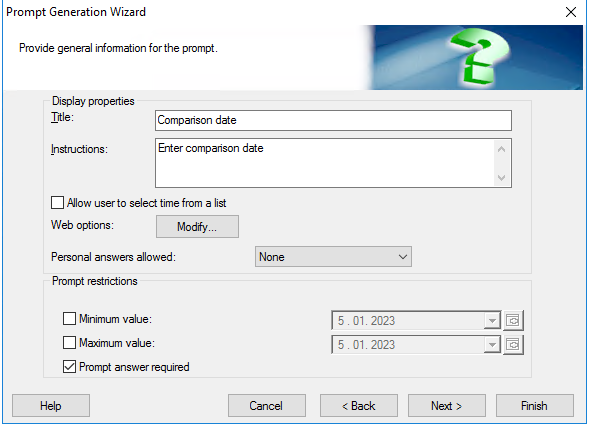 Prompt Generation Wizard
Provide general information for the prompt.
Display properties
Title:
Comparison date
Instructions:
Enter comparison date
Allow user to select time from a list
Web options:
Modify...
Personal answers allowed:
None
Prompt restrictions
Minimum value:
5 . 01. 2023
Maximum value:
5 . 01. 2023
Prompt answer required
Help
Cancel
< Back
Next >
Finish